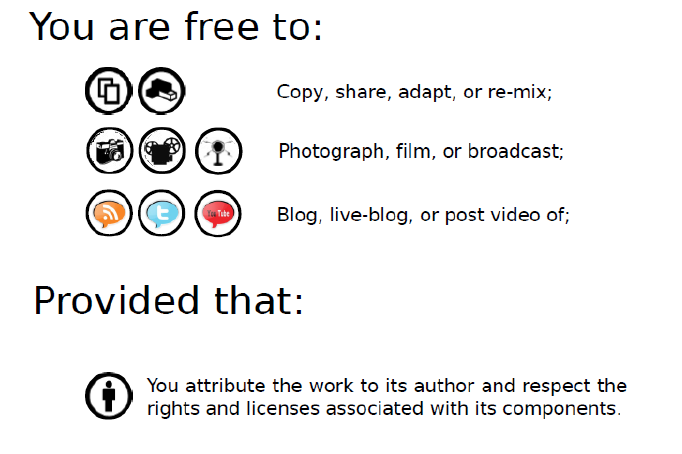 You are free to:
Copy, share, adapt, or re-mix;
Photograph, film, or broadcast;
Blog, live-blog, or post video of;
Provided that:
You attribute the work to its author and respect the
rights and licenses associated with its components.